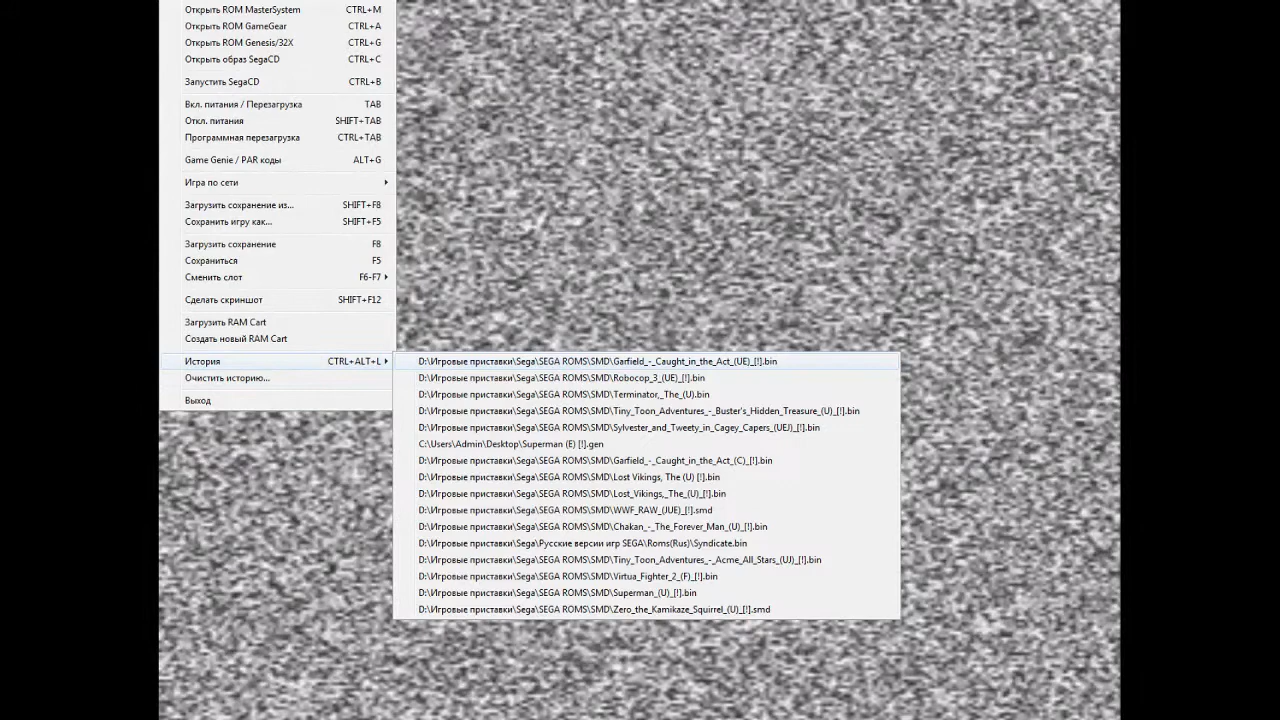 Открыть ROM MasterSystem CTRL+M
Открыть ROM GameGear CTRL+A
Открыть ROM Genesis/32X CTRL+G
Открыть образ SegaCD CTRL+C
Запустить SegaCD CTRL+B
Вкл. питания / Перезагрузка TAB
Откл. питания SHIFT+TAB
Программная перезагрузка CTRL+TAB
Game Genie / PAR коды ALT+G
Игра по сети
Загрузить сохранение из... SHIFT+F8
Сохранить игру как... SHIFT+F5
Загрузить сохранение F8
Сохраниться F5
Сменить слот F6-F7
Сделать скриншот SHIFT+F12
Загрузить RAM Cart
Создать новый RAM Cart
История CTRL+ALT+L
Очистить историю...
Выход
D:\Игровые приставки\Sega\SEGA ROMS\SMD\Garfield_-_Caught_in_the_Act_(UE)_[!].bin
D:\Игровые приставки\Sega\SEGA ROMS\SMD\Robocop_3_(UE)_[!].bin
D:\Игровые приставки\Sega\SEGA ROMS\SMD\Terminator,_The_(U).bin
D:\Игровые приставки\Sega\SEGA ROMS\SMD\Tiny_Toon_Adventures_-_Buster's_Hidden_Treasure_(U)_[!].bin
D:\Игровые приставки\Sega\SEGA ROMS\SMD\Sylvester_and_Tweety_in_Cagey_Capers_(UEJ)_[!].bin
C:\Users\Admin\Desktop\Superman (E) [!].gen
D:\Игровые приставки\Sega\SEGA ROMS\SMD\Garfield_-_Caught_in_the_Act_(C)_[!].bin
D:\Игровые приставки\Sega\SEGA ROMS\SMD\Lost Vikings, The (U) [!].bin
D:\Игровые приставки\Sega\SEGA ROMS\SMD\Lost_Vikings,_The_(U)_[!].bin
D:\Игровые приставки\Sega\SEGA ROMS\SMD\WWF_RAW_(JUE)_[!].smd
D:\Игровые приставки\Sega\SEGA ROMS\SMD\Chakan_-_The_Forever_Man_(U)_[!].bin
D:\Игровые приставки\Sega\Русские версии игр SEGA\Roms(Rus)\Syndicate.bin
D:\Игровые приставки\Sega\SEGA ROMS\SMD\Tiny_Toon_Adventures_-_Acme_All_Stars_(UJ)_[!].bin
D:\Игровые приставки\Sega\SEGA ROMS\SMD\Virtua_Fighter_2_(F)_[!].bin
D:\Игровые приставки\Sega\SEGA ROMS\SMD\Superman_(U)_[!].bin
D:\Игровые приставки\Sega\SEGA ROMS\SMD\Zero_the_Kamikaze_Squirrel_(U)_[!].smd